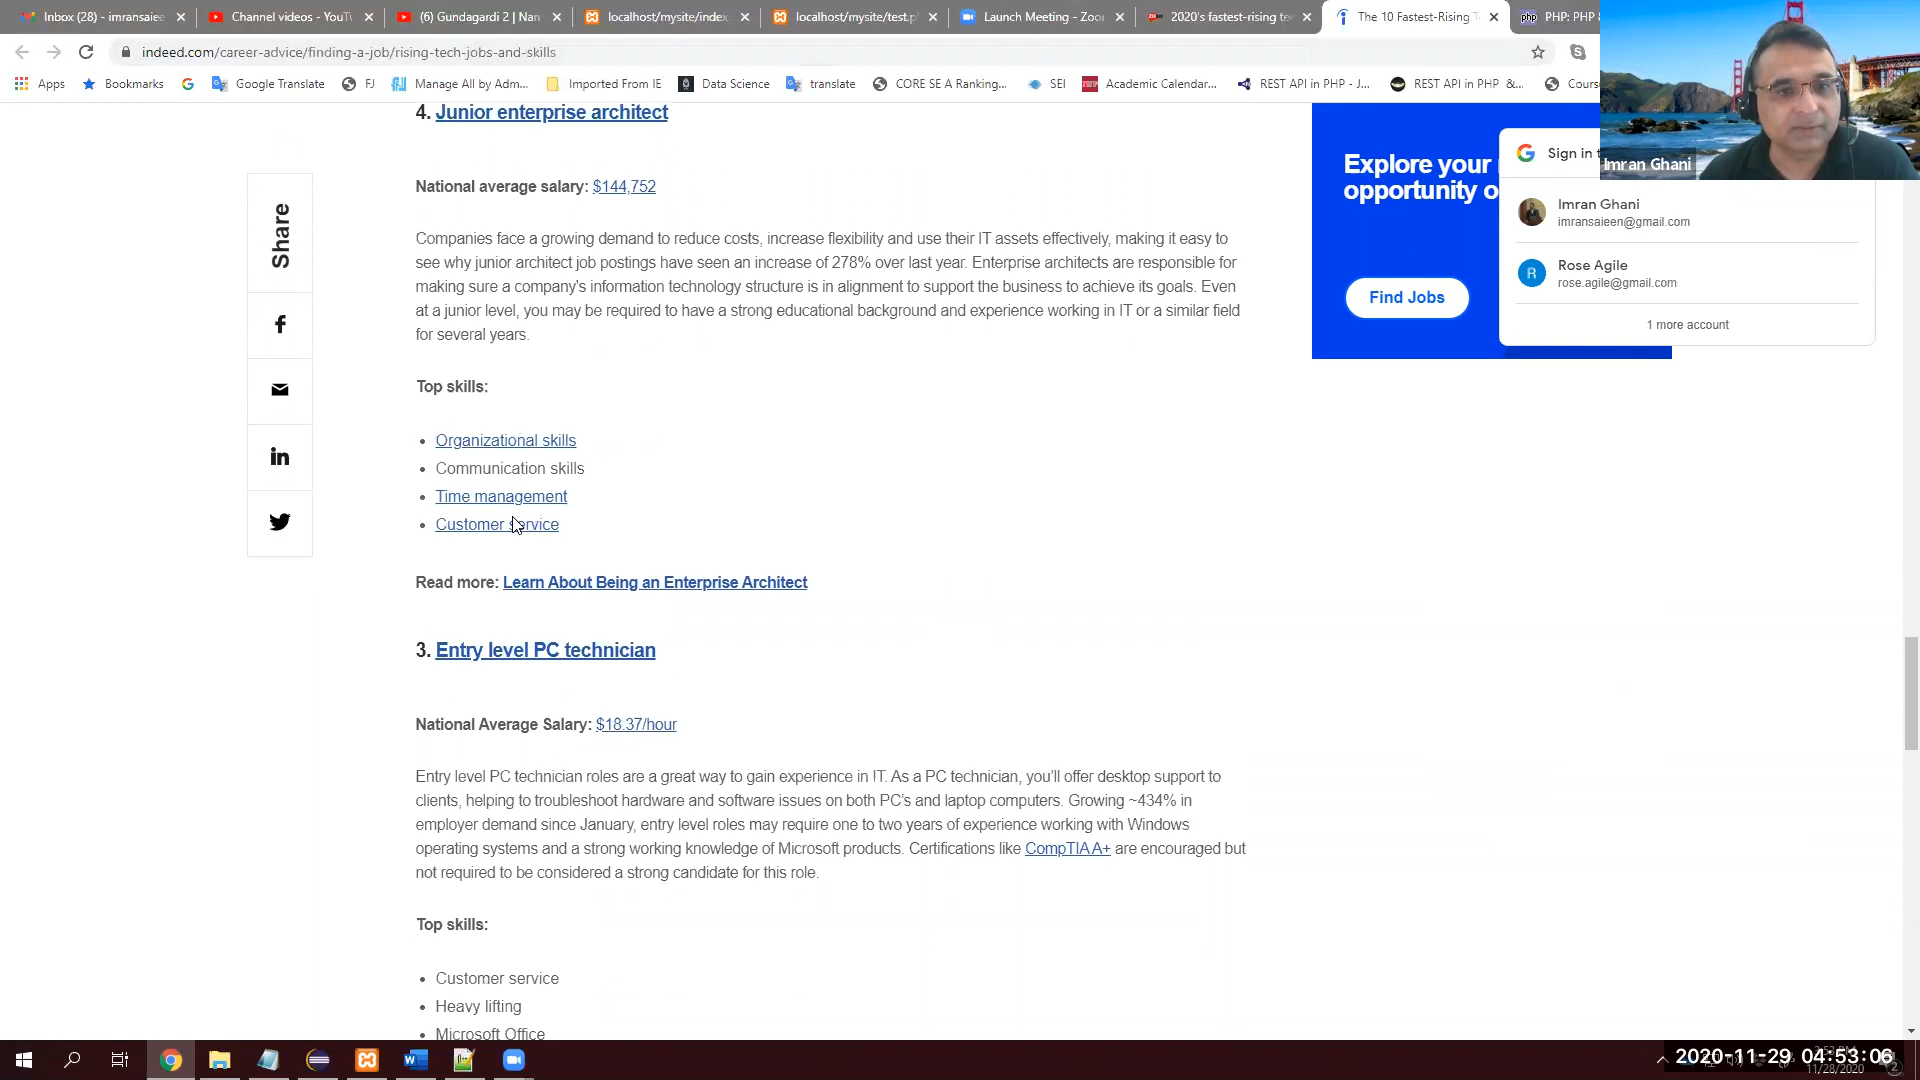 Inbox (28) - imransaiee
Channel videos - YouTu
(6) Gundagardi 2 | Nan
localhost/mysite/index
localhost/mysite/test.p
Launch Meeting - Zoo
2020's fastest-rising te
The 10 Fastest-Rising T
PHP: PHP
indeed.com/career-advice/finding-a-job/rising-tech-jobs-and-skills
Apps
Bookmarks
Google Translate
FJ
Manage All by Adm...
Imported From IE
Data Science
translate
CORE SE A Ranking...
SEI
Academic Calendar...
REST API in PHP - J...
REST API in PHP &...
Cours
4. Junior enterprise architect
National average salary: $144,752
Companies face a growing demand to reduce costs, increase flexibility and use their IT assets effectively, making it easy to
see why junior architect job postings have seen an increase of 278% over last year. Enterprise architects are responsible for
making sure a company's information technology structure is in alignment to support the business to achieve its goals. Even
at a junior level, you may be required to have a strong educational background and experience working in IT or a similar field
for several years.
Top skills:
Organizational skills
Communication skills
Time management
Customer service
Read more: Learn About Being an Enterprise Architect
3. Entry level PC technician
National Average Salary: $18.37/hour
Entry level PC technician roles are a great way to gain experience in IT. As a PC technician, you'll offer desktop support to
clients, helping to troubleshoot hardware and software issues on both PC's and laptop computers. Growing ~434% in
employer demand since January, entry level roles may require one to two years of experience working with Windows
operating systems and a strong working knowledge of Microsoft products. Certifications like CompTIA A+ are encouraged but
not required to be considered a strong candidate for this role.
Top skills:
Customer service
Heavy lifting
Microsoft Office
Share
Explore your
opportunity o
Find Jobs
Sign in t
Imran Ghani
Imran Ghani
imransaieen@gmail.com
R
Rose Agile
rose.agile@gmail.com
1 more account
2020-11-29 04:53:06
11/28/2020